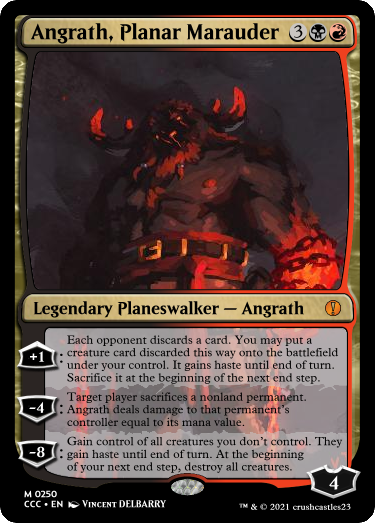 Angrath, Planar Marauder 3
Legendary Planeswalker — Angrath
+1 : Each opponent discards a card. You may put a
creature card discarded this way onto the battlefield
under your control. It gains haste until end of turn.
Sacrifice it at the beginning of the next end step.
-4 : Target player sacrifices a nonland permanent.
Angrath deals damage to that permanent's
controller equal to its mana value.
-8 : Gain control of all creatures you don't control. They
gain haste until end of turn. At the beginning
of your next end step, destroy all creatures.
4
M 0250
CCC • EN Vincent DELBARRY
™ & © 2021 crushcastles23